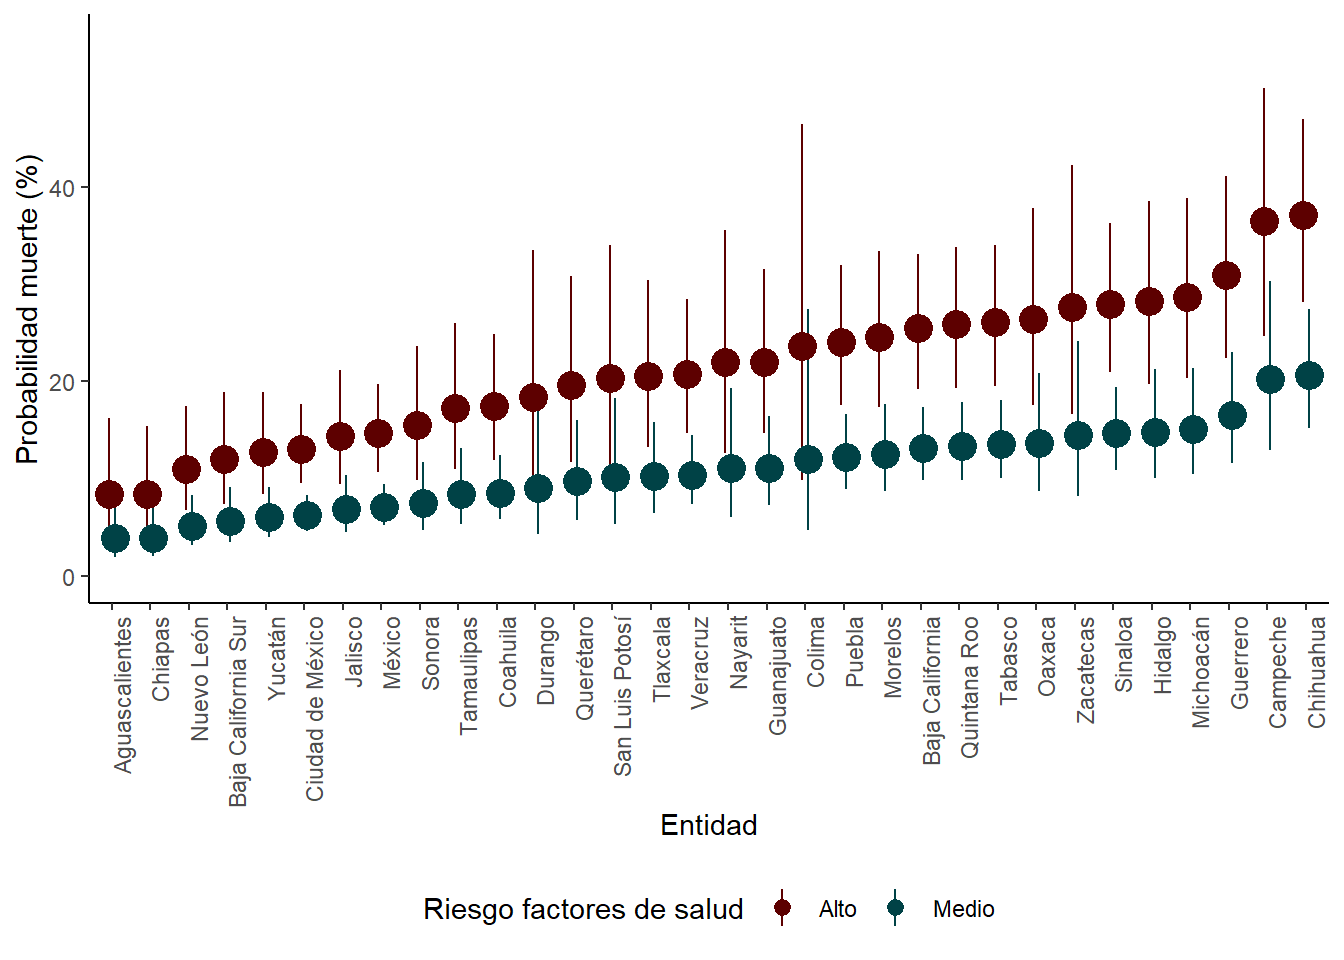 Probabilidad muerte (%)
40
20
0
Aguascalientes
Chiapas
Nuevo León
Baja California Sur
Yucatán
Ciudad de México
Jalisco
México
Sonora
Tamaulipas
Coahuila
Durango
Querétaro
San Luis Potosí
Tlaxcala
Veracruz
Nayarit
Guanajuato
Colima
Puebla
Morelos
Baja California
Quintana Roo
Tabasco
Oaxaca
Zacatecas
Sinaloa
Hidalgo
Michoacán
Guerrero
Campeche
Chihuahua
Entidad
Riesgo factores de salud Alto Medio